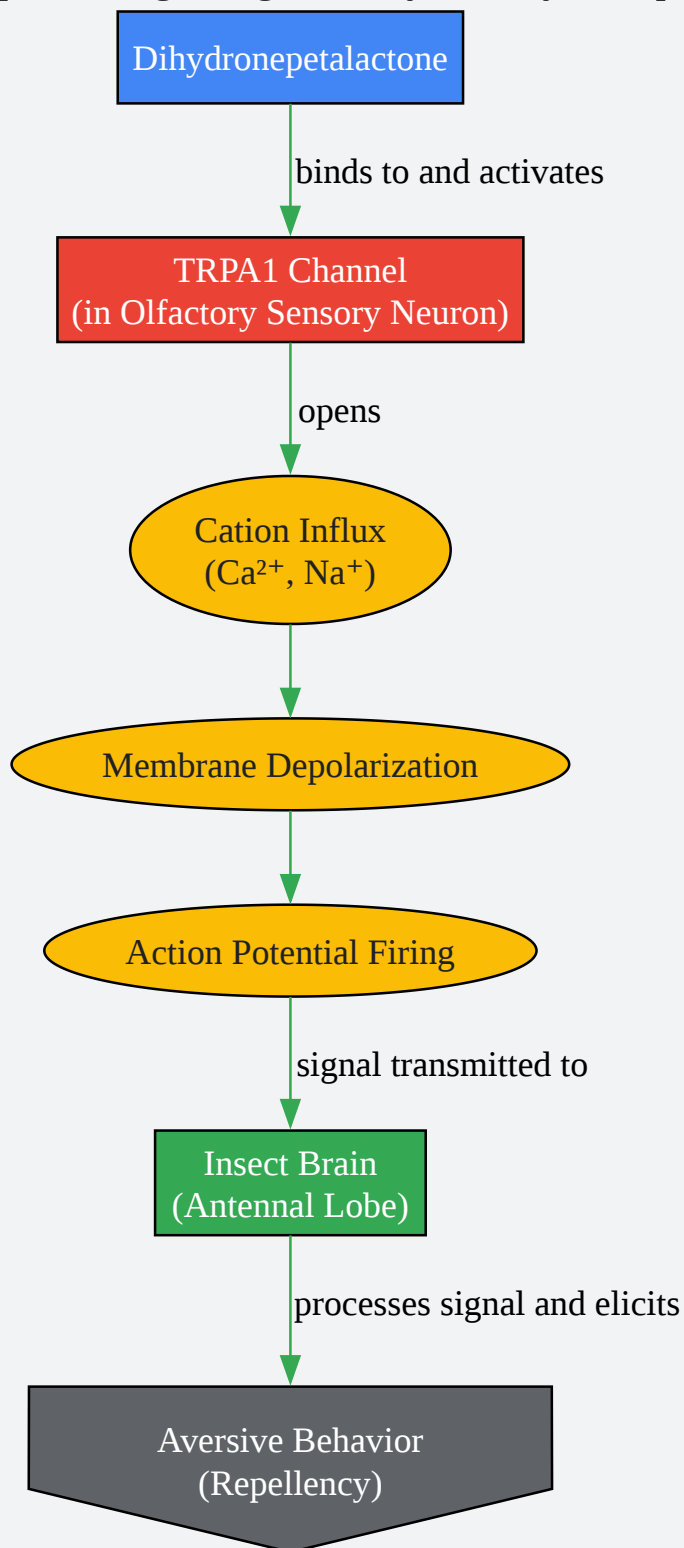 Dihydronepetalactone
binds to and activates
TRPA1 Channel
(in Olfactory Sensory Neuron)
opens
Cation Influx
(Ca²⁺, Na⁺)
Membrane Depolarization
Action Potential Firing
signal transmitted to
Insect Brain
(Antennal Lobe)
processes signal and elicits
Aversive Behavior
(Repellency)